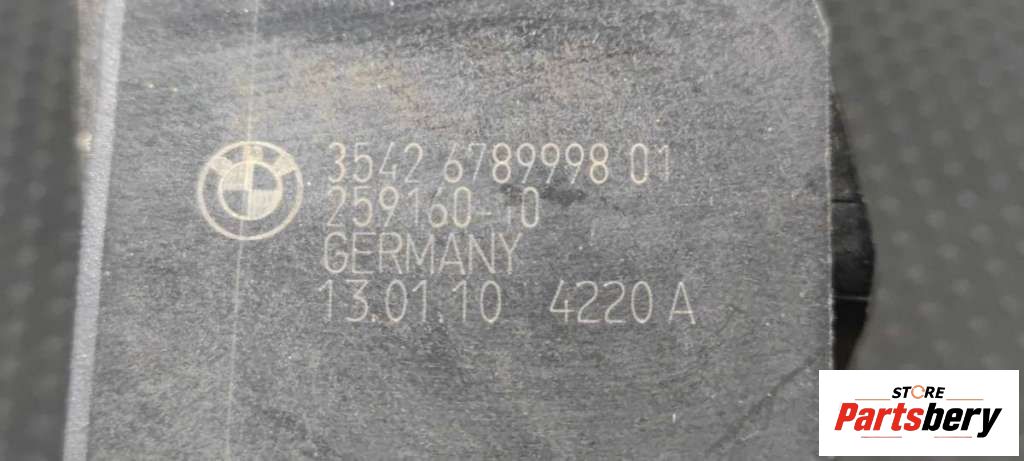 3542 6789998 01
259160-10
GERMANY
13.01.10 4220 A
STORE
Partsbery